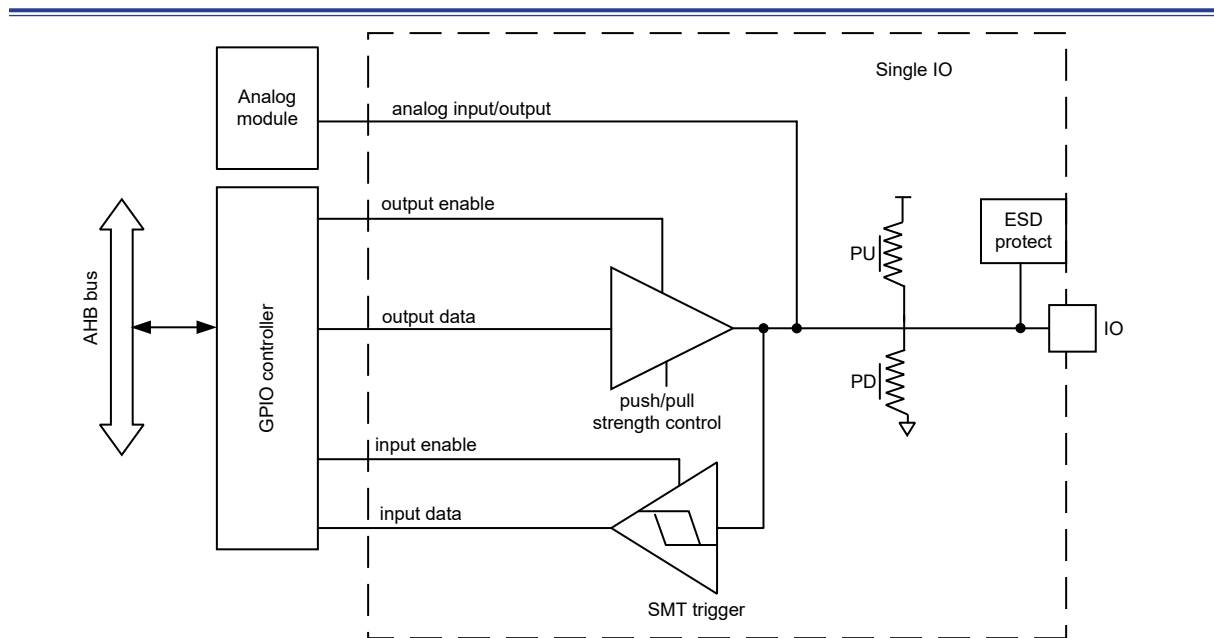 Single IO
Analog
module
analog input/output
output enable
ESD
protect
PU
AHB bus
GPIO controller
output data
IO
PD
push/pull
strength control
input enable
input data
SMT trigger